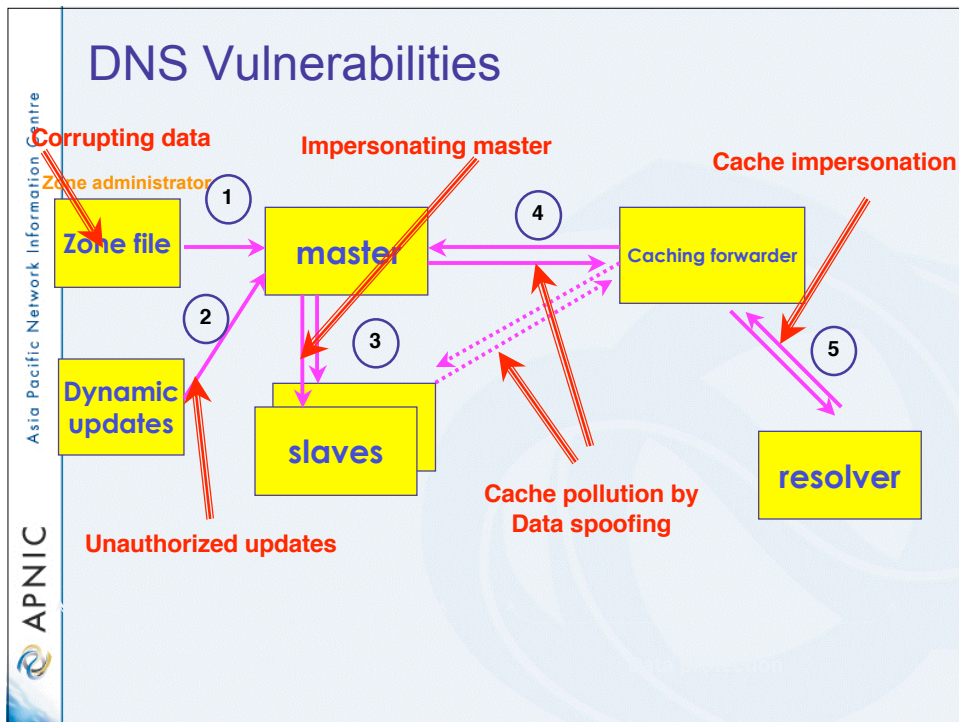 DNS Vulnerabilities
Asia Pacific Network Information Centre
Corrupting data
Impersonating master
Cache impersonation
Zone administrator
1
4
Zone file
master
Caching forwarder
2
3
5
Dynamic
updates
slaves
resolver
Cache pollution by
Data spoofing
Unauthorized updates
APNIC